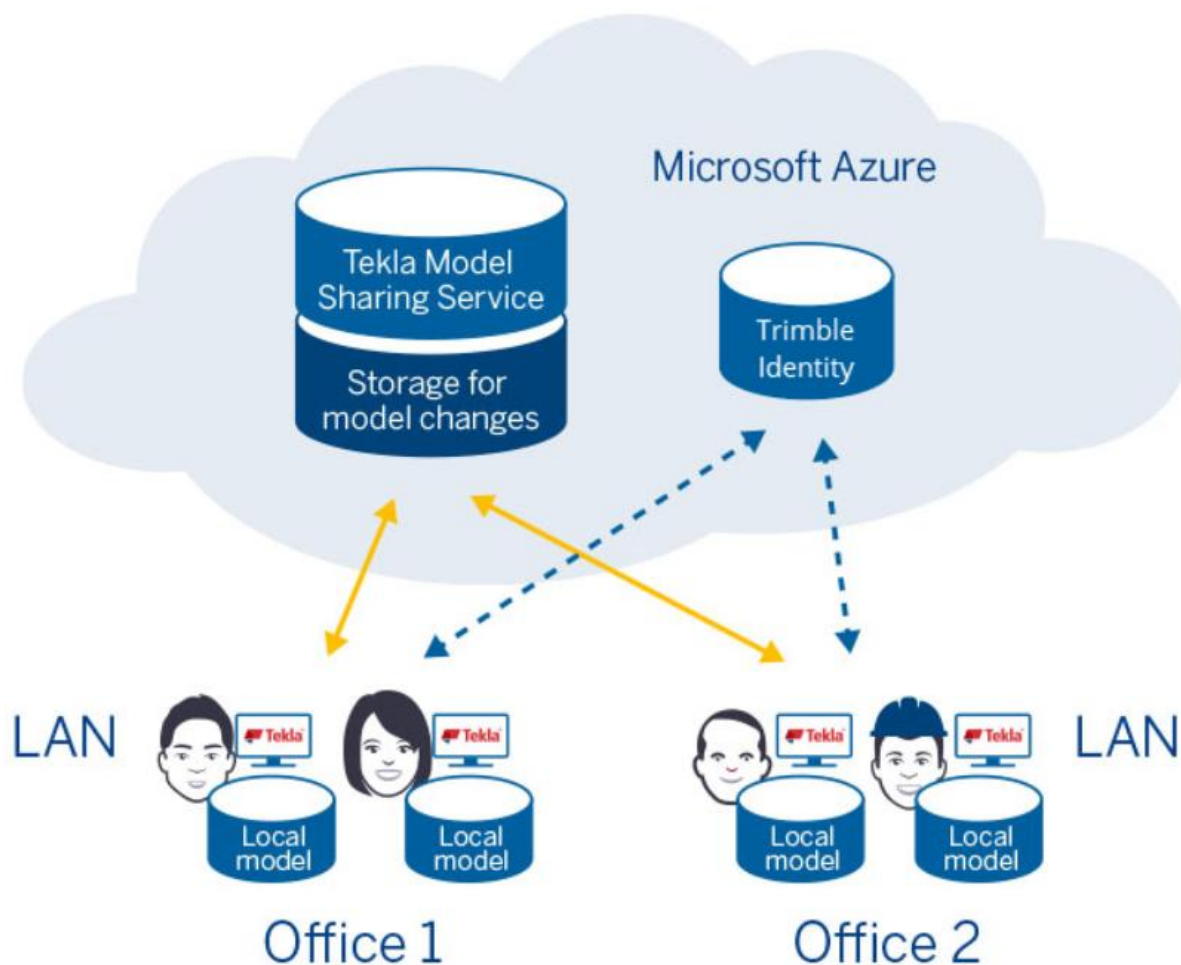 Microsoft Azure
Tekla Model
Sharing Service
Storage for
model changes
Trimble
Identity
LAN
Tekla
Tekla
Tekla
Tekla
LAN
Local
model
Local
model
Local
model
Local
model
Office 1
Office 2